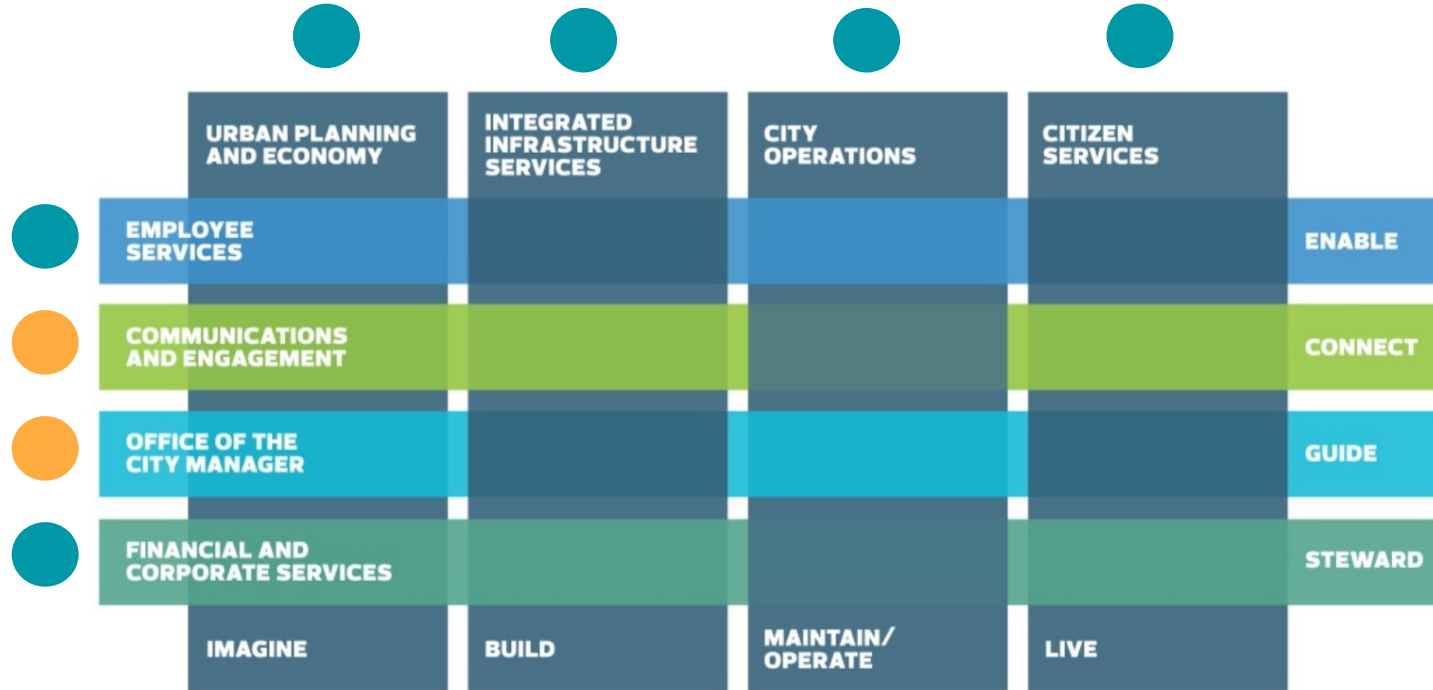 URBAN PLANNING
AND ECONOMY
INTEGRATED
INFRASTRUCTURE
SERVICES
CITY
OPERATIONS
CITIZEN
SERVICES
EMPLOYEE
SERVICES
ENABLE
COMMUNICATIONS
AND ENGAGEMENT
CONNECT
OFFICE OF THE
CITY MANAGER
GUIDE
FINANCIAL AND
CORPORATE SERVICES
STEWARD
IMAGINE
BUILD
MAINTAIN/
OPERATE
LIVE